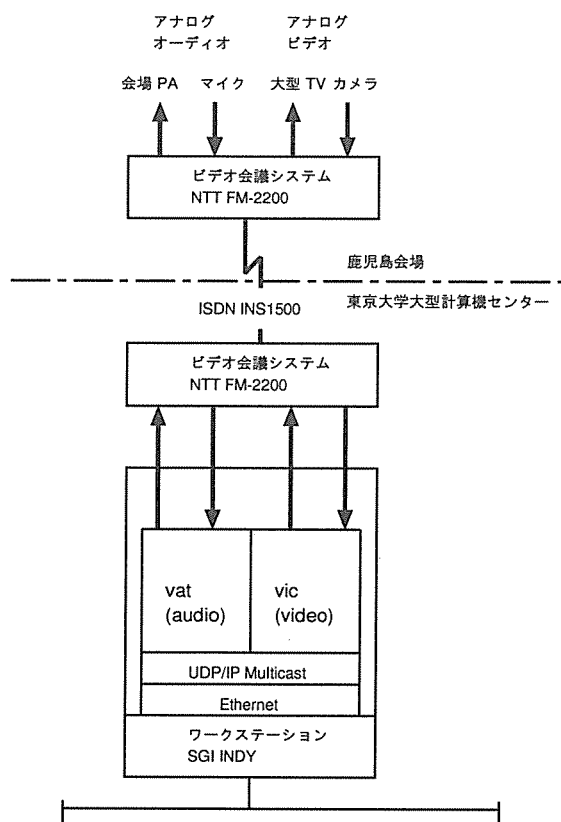 アナログ
オーディオ
アナログ
ビデオ
会場 PA
マイク
大型 TV
カメラ
ビデオ会議システム
NTT FM-2200
鹿児島会場
東京大学大型計算機センター
ISDN INS1500
ビデオ会議システム
NTT FM-2200
vat
(audio)
vic
(video)
UDP/IP Multicast
Ethernet
ワークステーション
SGI INDY